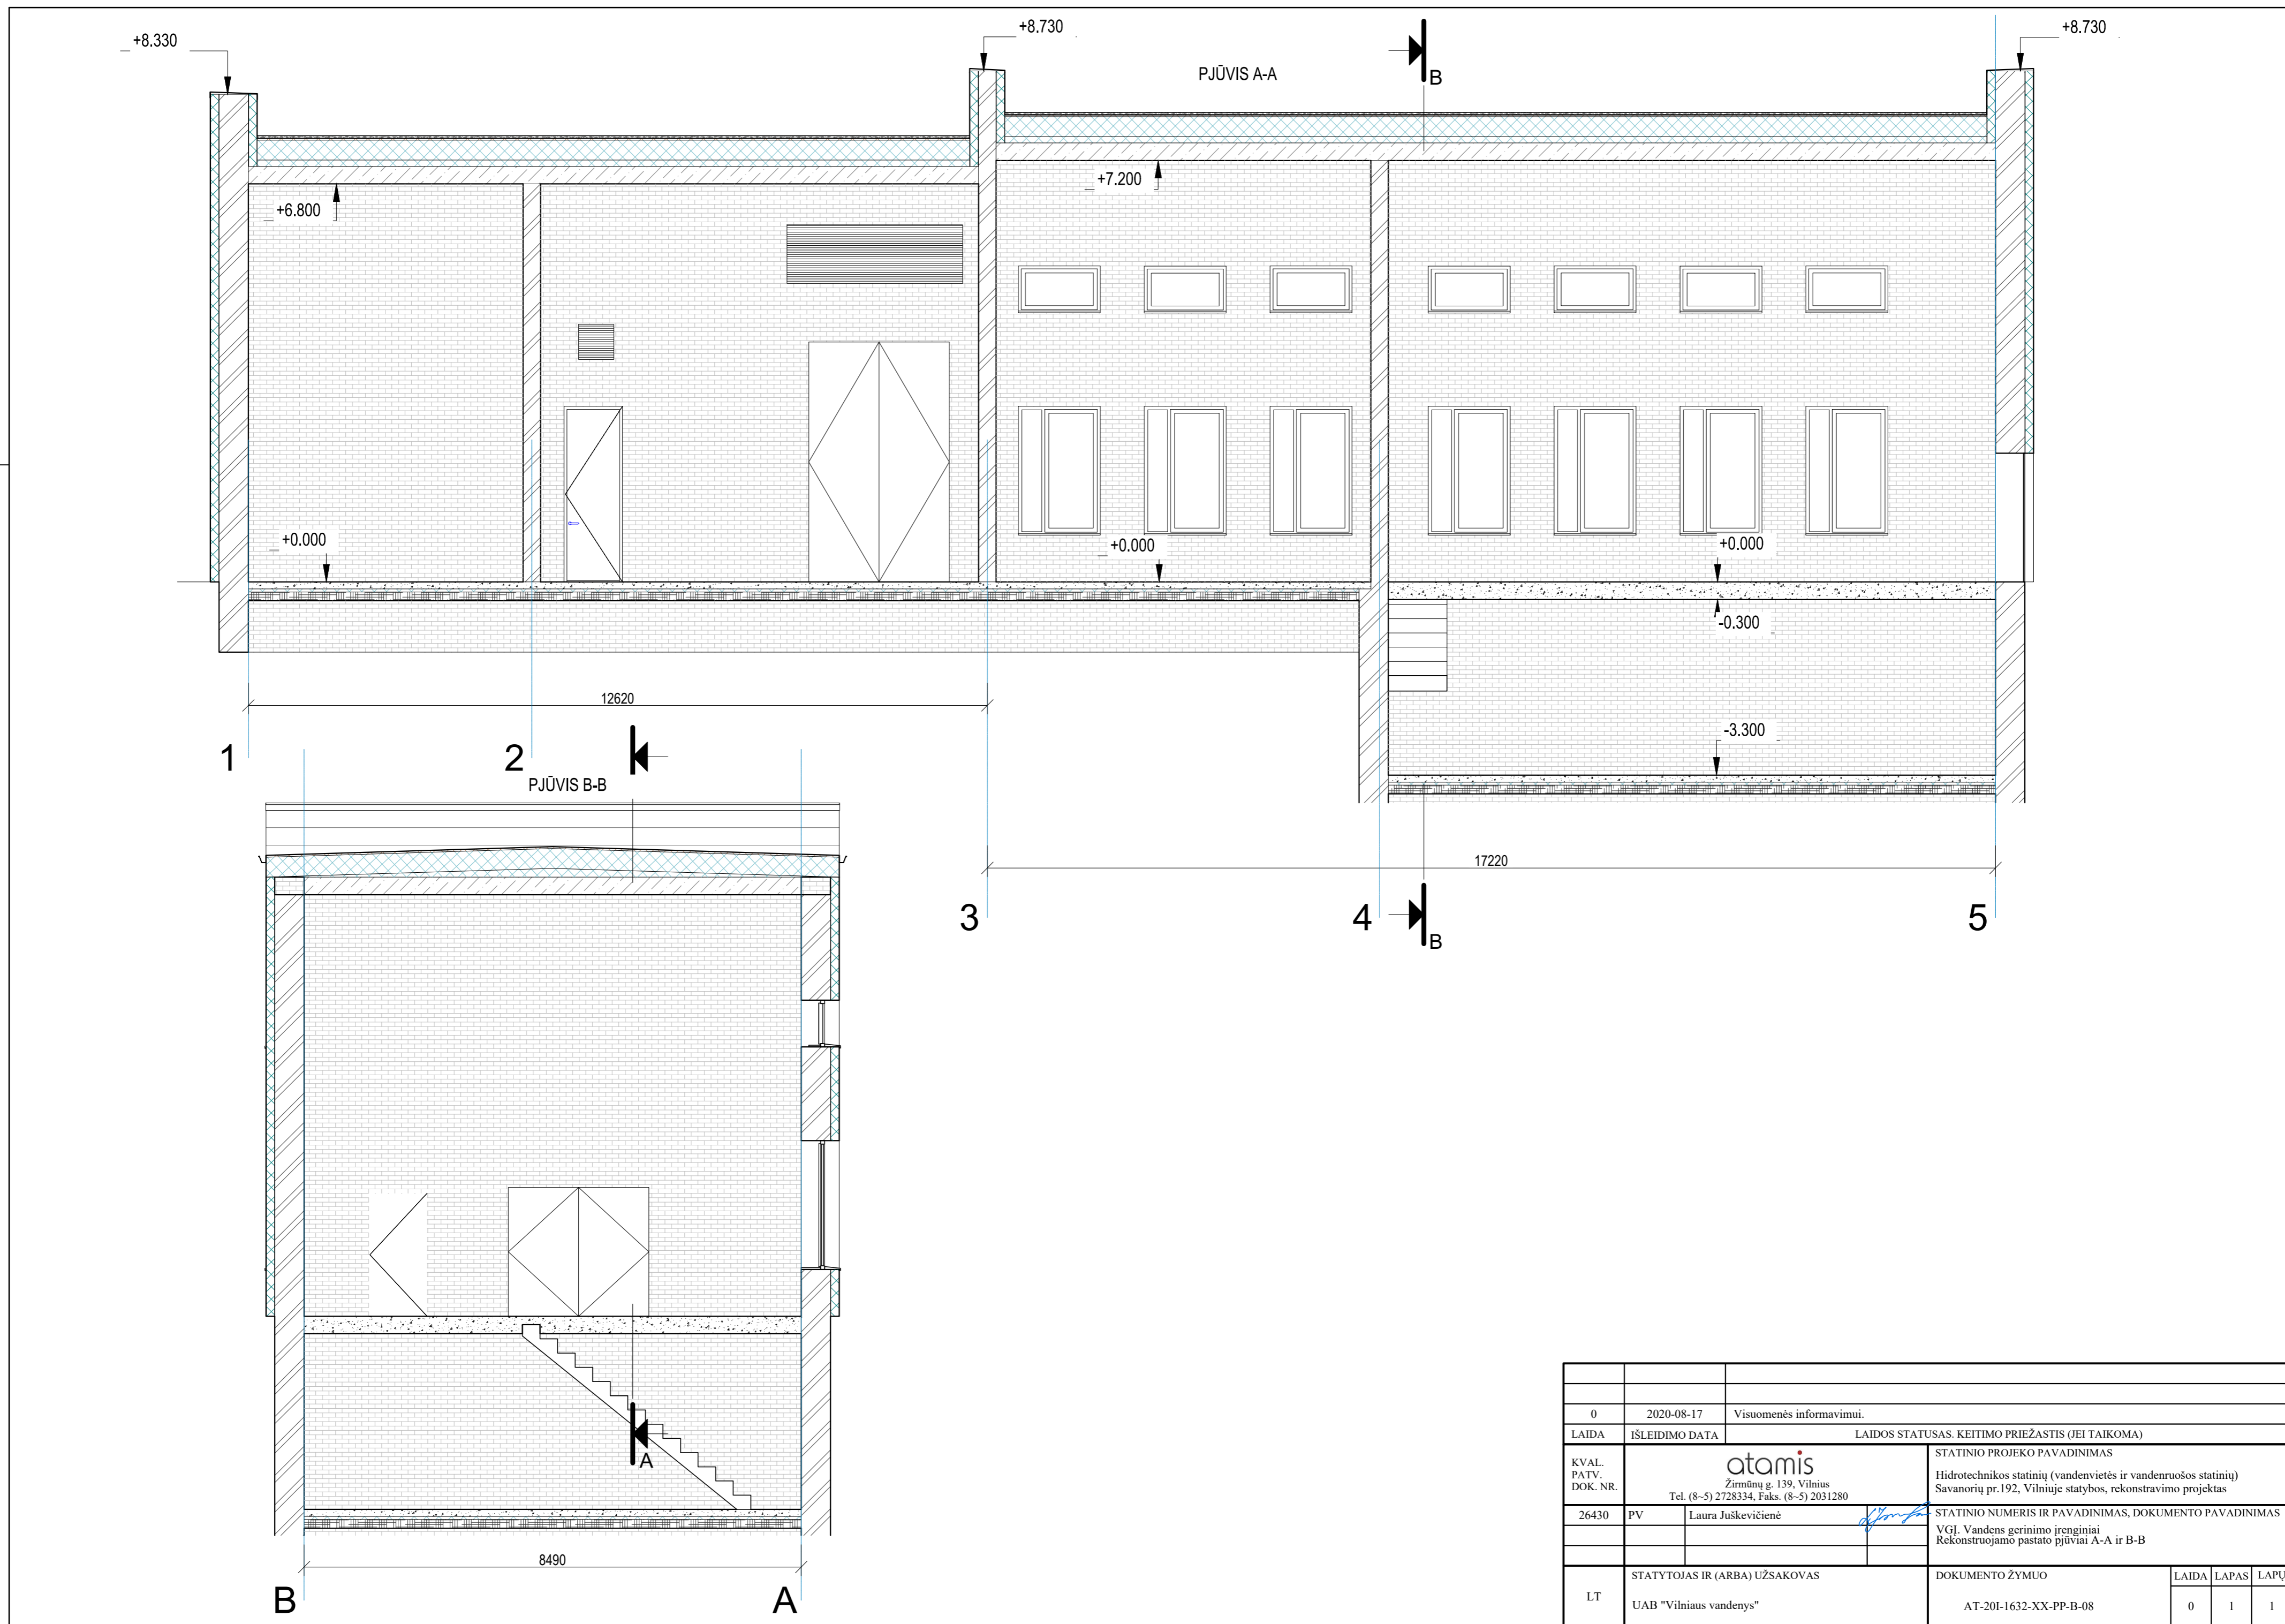 +8.330
+8.730
+8.730
PJŪVIS A-A
B
+7.200
+6.800
+0.000
+0.000
+0.000
-0.300
-3.300
12620
1
2
PJŪVIS B-B
17220
3
4
5
B
A
8490
B
A
0 2020-08-17 Visuomenės informavimui.
LAIDA IŠLEIDIMO DATA LAIDOS STATUSAS. KEITIMO PRIEŽASTIS (JEI TAIKOMA)
KVAL.
PATV.
DOK. NR.
atamis
Žirmūnų g. 139, Vilnius
Tel. (8~5) 2728334, Faks. (8~5) 2031280
STATINIO PROJEKO PAVADINIMAS
Hidrotechnikos statinių (vandenvietės ir vandenruošos statinių)
Savanorių pr.192, Vilniuje statybos, rekonstravimo projektas
26430 PV Laura Juškevičienė
STATINIO NUMERIS IR PAVADINIMAS, DOKUMENTO PAVADINIMAS
VGĮ. Vandens gerinimo įrenginiai
Rekonstruojamo pastato pjūviai A-A ir B-B
LT
STATYTOJAS IR (ARBA) UŽSAKOVAS
UAB "Vilniaus vandenys"
DOKUMENTO ŽYMUO
AT-20I-1632-XX-PP-B-08
LAIDA LAPAS LAPŲ
0 1 1